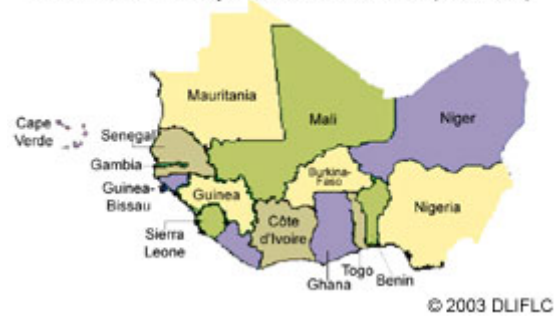 Mauritania
Mali
Niger
Cape
Verde
Senegal
Gambia
Guinea-
Bissau
Guinea
Burkina-
Faso
Nigeria
Côte
d'Ivoire
Sierra
Leone
Ghana
Togo
Benin
© 2003 DLIFLC